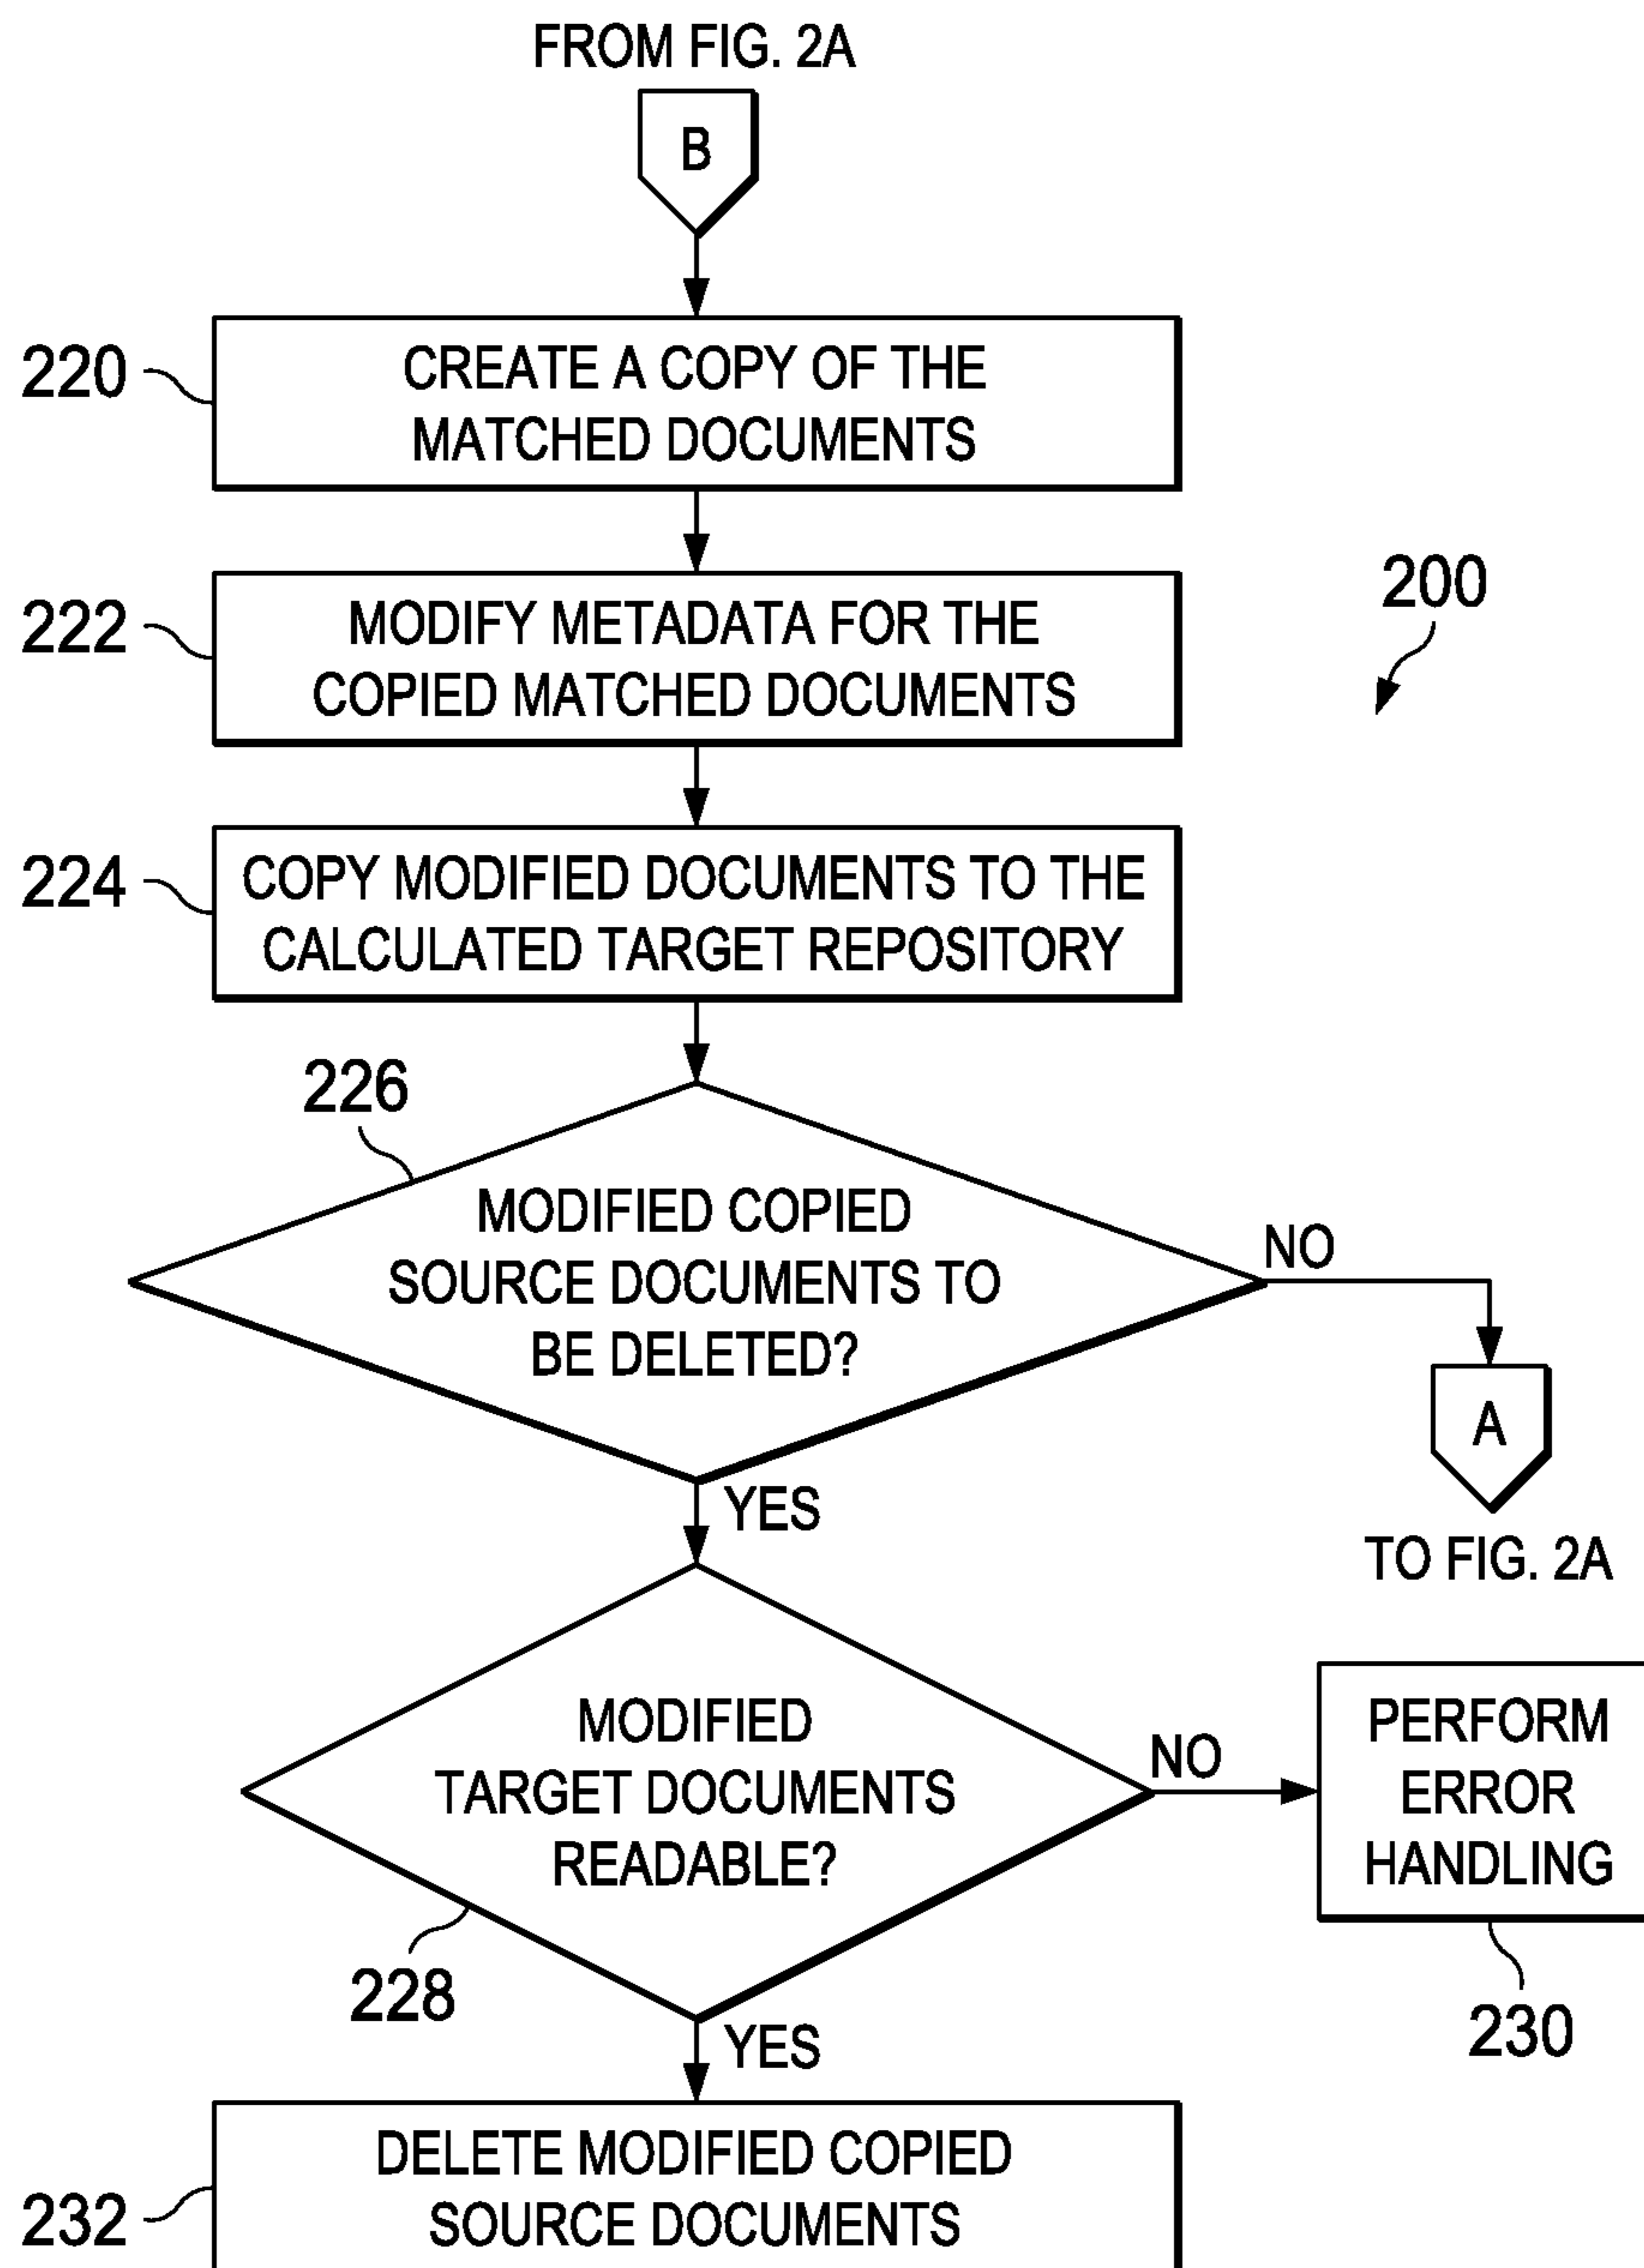 FROM FIG. 2A
B
220
CREATE A COPY OF THE
MATCHED DOCUMENTS
222
MODIFY METADATA FOR THE
COPIED MATCHED DOCUMENTS
200
224
COPY MODIFIED DOCUMENTS TO THE
CALCULATED TARGET REPOSITORY
226
MODIFIED COPIED
SOURCE DOCUMENTS TO
BE DELETED?
NO
A
TO FIG. 2A
YES
MODIFIED
TARGET DOCUMENTS
READABLE?
228
NO
PERFORM
ERROR
HANDLING
230
YES
232
DELETE MODIFIED COPIED
SOURCE DOCUMENTS